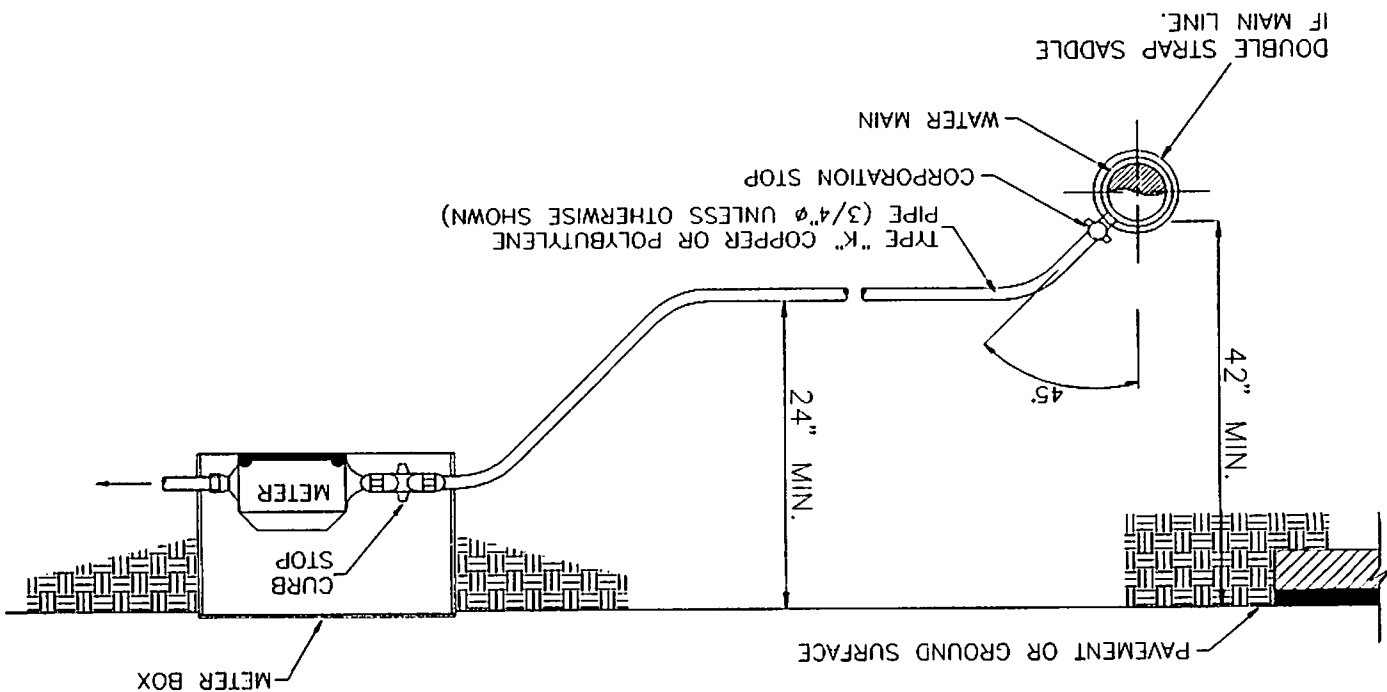 METER BOX
PAVEMENT OR GROUND SURFACE
CURB
STOP
METER
24" MIN.
42" MIN.
45°
TYPE "K" COPPER OR POLYBUTYLENE
PIPE (3/4"ø UNLESS OTHERWISE SHOWN)
CORPORATION STOP
WATER MAIN
DOUBLE STRAP SADDLE
IF MAIN LINE.